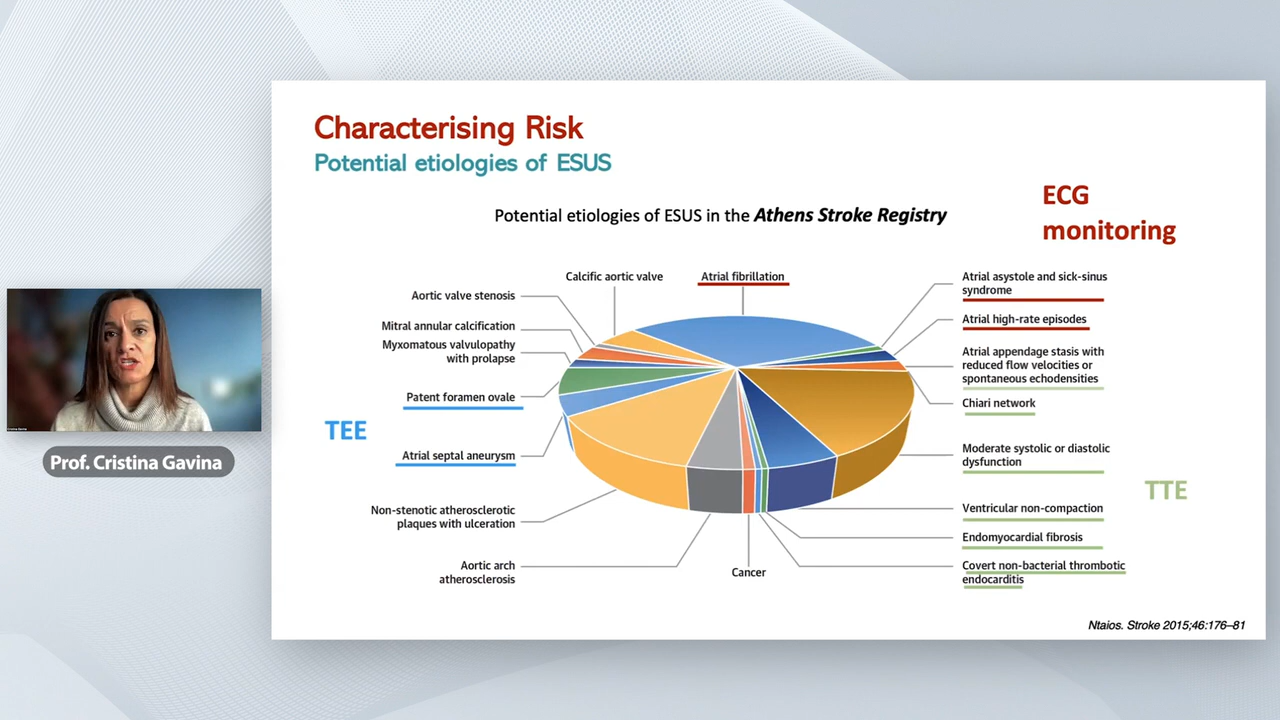 Characterising Risk
Potential etiologies of ESUS
Potential etiologies of ESUS in the Athens Stroke Registry
ECG
monitoring
Calcific aortic valve
Atrial fibrillation
Aortic valve stenosis
Mitral annular calcification
Myxomatous valvulopathy
with prolapse
Patent foramen ovale
TEE
Atrial septal aneurysm
Non-stenotic atherosclerotic
plaques with ulceration
Aortic arch
atherosclerosis
Cancer
Atrial asystole and sick-sinus
syndrome
Atrial high-rate episodes
Atrial appendage stasis with
reduced flow velocities or
spontaneous echodensities
Chiari network
Moderate systolic or diastolic
dysfunction
TTE
Ventricular non-compaction
Endomyocardial fibrosis
Covert non-bacterial thrombotic
endocarditis
Ntaios. Stroke 2015;46:176–81
Prof. Cristina Gavina